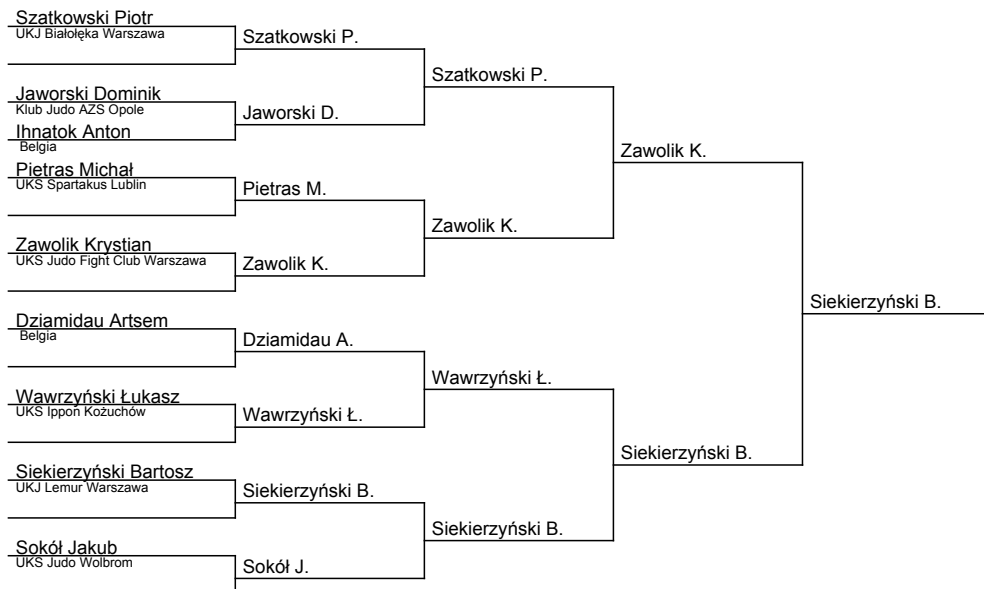 Szatkowski Piotr
UKJ Białołęka Warszawa
Szatkowski P.
Szatkowski P.
Jaworski Dominik
Klub Judo AZS Opole
Jaworski D.
Ihnatok Anton
Belgia
Zawolik K.
Pietras Michał
UKS Spartakus Lublin
Pietras M.
Zawolik K.
Zawolik Krystian
UKS Judo Fight Club Warszawa
Zawolik K.
Siekierzyński B.
Dziamidau Artsem
Belgia
Dziamidau A.
Wawrzyński Ł.
Wawrzyński Łukasz
UKS Ippon Kożuchów
Wawrzyński Ł.
Siekierzyński B.
Siekierzyński Bartosz
UKJ Lemur Warszawa
Siekierzyński B.
Siekierzyński B.
Sokół Jakub
UKS Judo Wolbrom
Sokół J.